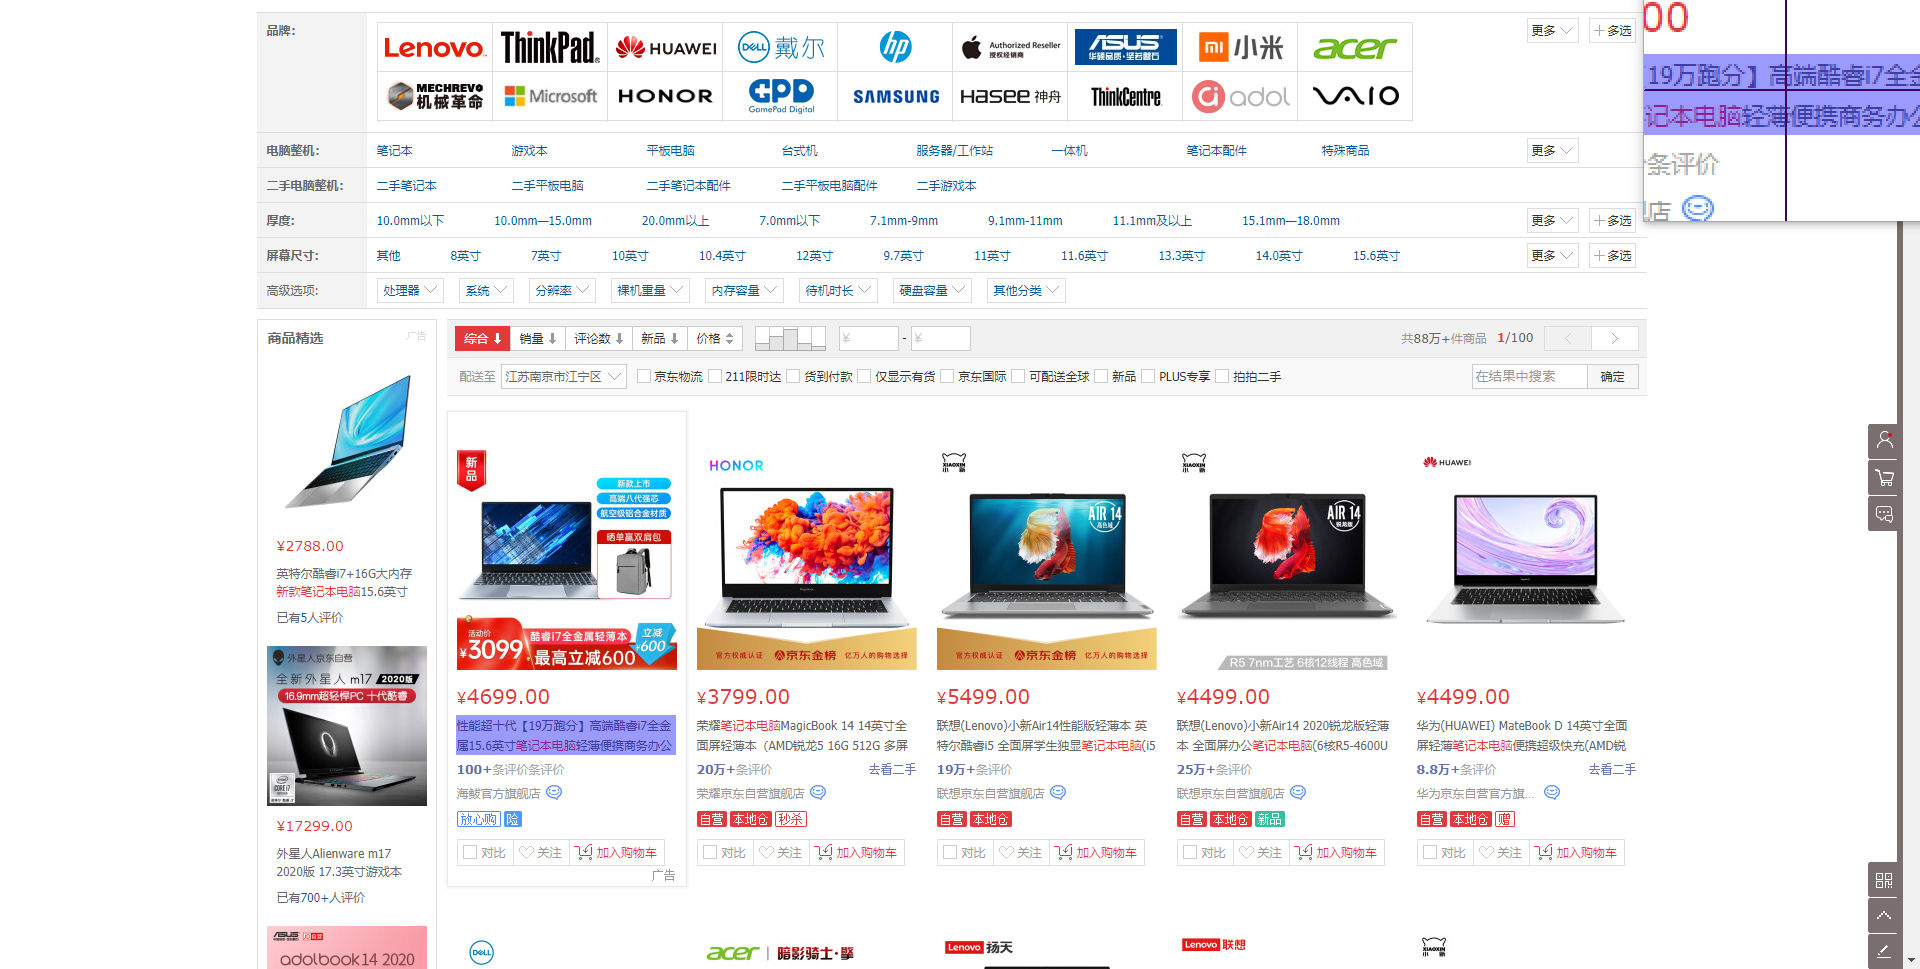 品牌：
Lenovo
ThinkPad
HUAWEI
DELL 戴尔
hp
Authorized Reseller
授权经销商
ASUS
华硕品质·坚若磐石
小米
acer
MECHREVO
机械革命
Microsoft
HONOR
GPD
GamePad Digital
SAMSUNG
Hasee 神舟
ThinkCentre
adol
VAIO
更多
多选
电脑整机：
笔记本
游戏本
平板电脑
台式机
服务器/工作站
一体机
笔记本配件
特殊商品
更多
二手电脑整机：
二手笔记本
二手平板电脑
二手笔记本配件
二手平板电脑配件
二手游戏本
厚度：
10.0mm以下
10.0mm—15.0mm
20.0mm以上
7.0mm以下
7.1mm-9mm
9.1mm-11mm
11.1mm及以上
15.1mm—18.0mm
更多
多选
屏幕尺寸：
其他
8英寸
7英寸
10英寸
10.4英寸
12英寸
9.7英寸
11英寸
11.6英寸
13.3英寸
14.0英寸
15.6英寸
更多
多选
高级选项：
处理器
系统
分辨率
裸机重量
内存容量
待机时长
硬盘容量
其他分类
00
19万跑分】高端酷睿i7全金
记本电脑轻薄便携商务办公
条评价
店
商品精选
广告
¥2788.00
英特尔酷睿i7+16G大内存
新款笔记本电脑15.6英寸
已有5人评价
外星人京东自营
全新外星人 m17 2020版
16.9mm超轻悍PC 十代酷睿
¥17299.00
外星人Alienware m17
2020版 17.3英寸游戏本
已有700+人评价
ASUS
adolbook14 2020
综合
销量
评论数
新品
价格
¥
-
¥
共88万+件商品
1/100
配送至
江苏南京市江宁区
京东物流
211限时达
货到付款
仅显示有货
京东国际
可配送全球
新品
PLUS专享
拍拍二手
在结果中搜索
确定
新品
新款上市
高端八代强芯
航空级铝合金材质
晒单赢双肩包
活动价
¥3099
酷睿i7全金属轻薄本
最高立减600
立减
¥600
¥4699.00
性能超十代【19万跑分】高端酷睿i7全金
属15.6英寸笔记本电脑轻薄便携商务办公
100+条评价条评价
海鲅官方旗舰店
放心购
险
对比
关注
加入购物车
广告
HONOR
官方权威认证
京东金榜
亿万人的购物选择
¥3799.00
荣耀笔记本电脑MagicBook 14 14英寸全
面屏轻薄本（AMD锐龙5 16G 512G 多屏
20万+条评价
去看二手
荣耀京东自营旗舰店
自营
本地仓
秒杀
对比
关注
加入购物车
XIAOXIN
小新
AIR 14
高色域
官方权威认证
京东金榜
亿万人的购物选择
¥5499.00
联想(Lenovo)小新Air14性能版轻薄本 英
特尔酷睿i5 全面屏学生独显笔记本电脑(i5
19万+条评价
联想京东自营旗舰店
自营
本地仓
对比
关注
加入购物车
XIAOXIN
小新
AIR 14
锐龙版
R5 7nm工艺 6核12线程 高色域
¥4499.00
联想(Lenovo)小新Air14 2020锐龙版轻薄
本 全面屏办公笔记本电脑(6核R5-4600U
25万+条评价
联想京东自营旗舰店
自营
本地仓
新品
对比
关注
加入购物车
HUAWEI
¥4499.00
华为(HUAWEI) MateBook D 14英寸全面
屏轻薄笔记本电脑便携超级快充(AMD锐
8.8万+条评价
去看二手
华为京东自营官方旗...
自营
本地仓
赠
对比
关注
加入购物车
DELL
acer | 暗影骑士·擎
Lenovo 扬天
Lenovo 联想
XIAOXIN
小新